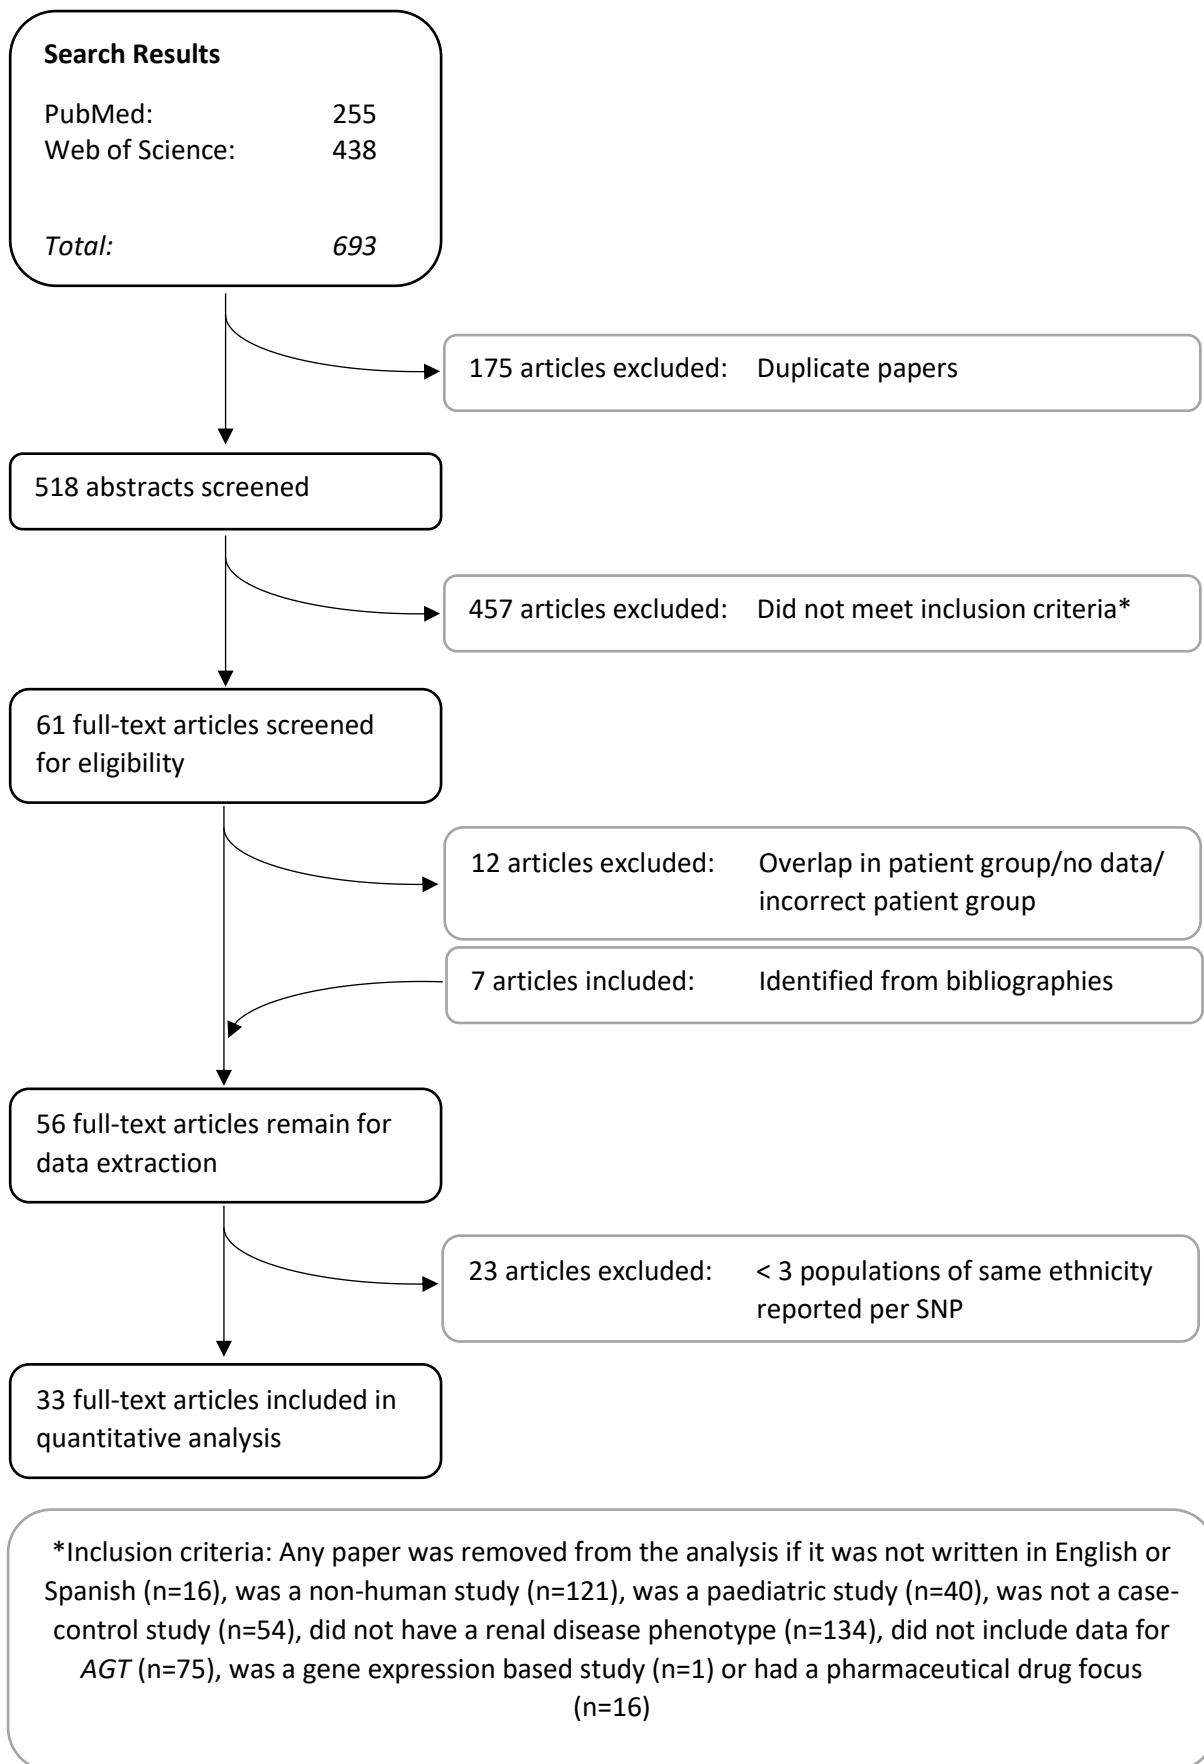 Search Results
PubMed: 255
Web of Science: 438
Total: 693
175 articles excluded: Duplicate papers
518 abstracts screened
457 articles excluded: Did not meet inclusion criteria*
61 full-text articles screened
for eligibility
12 articles excluded: Overlap in patient group/no data/
incorrect patient group
7 articles included: Identified from bibliographies
56 full-text articles remain for
data extraction
23 articles excluded: < 3 populations of same ethnicity
reported per SNP
33 full-text articles included in
quantitative analysis
*Inclusion criteria: Any paper was removed from the analysis if it was not written in English or
Spanish (n=16), was a non-human study (n=121), was a paediatric study (n=40), was not a case-
control study (n=54), did not have a renal disease phenotype (n=134), did not include data for
AGT (n=75), was a gene expression based study (n=1) or had a pharmaceutical drug focus
(n=16)